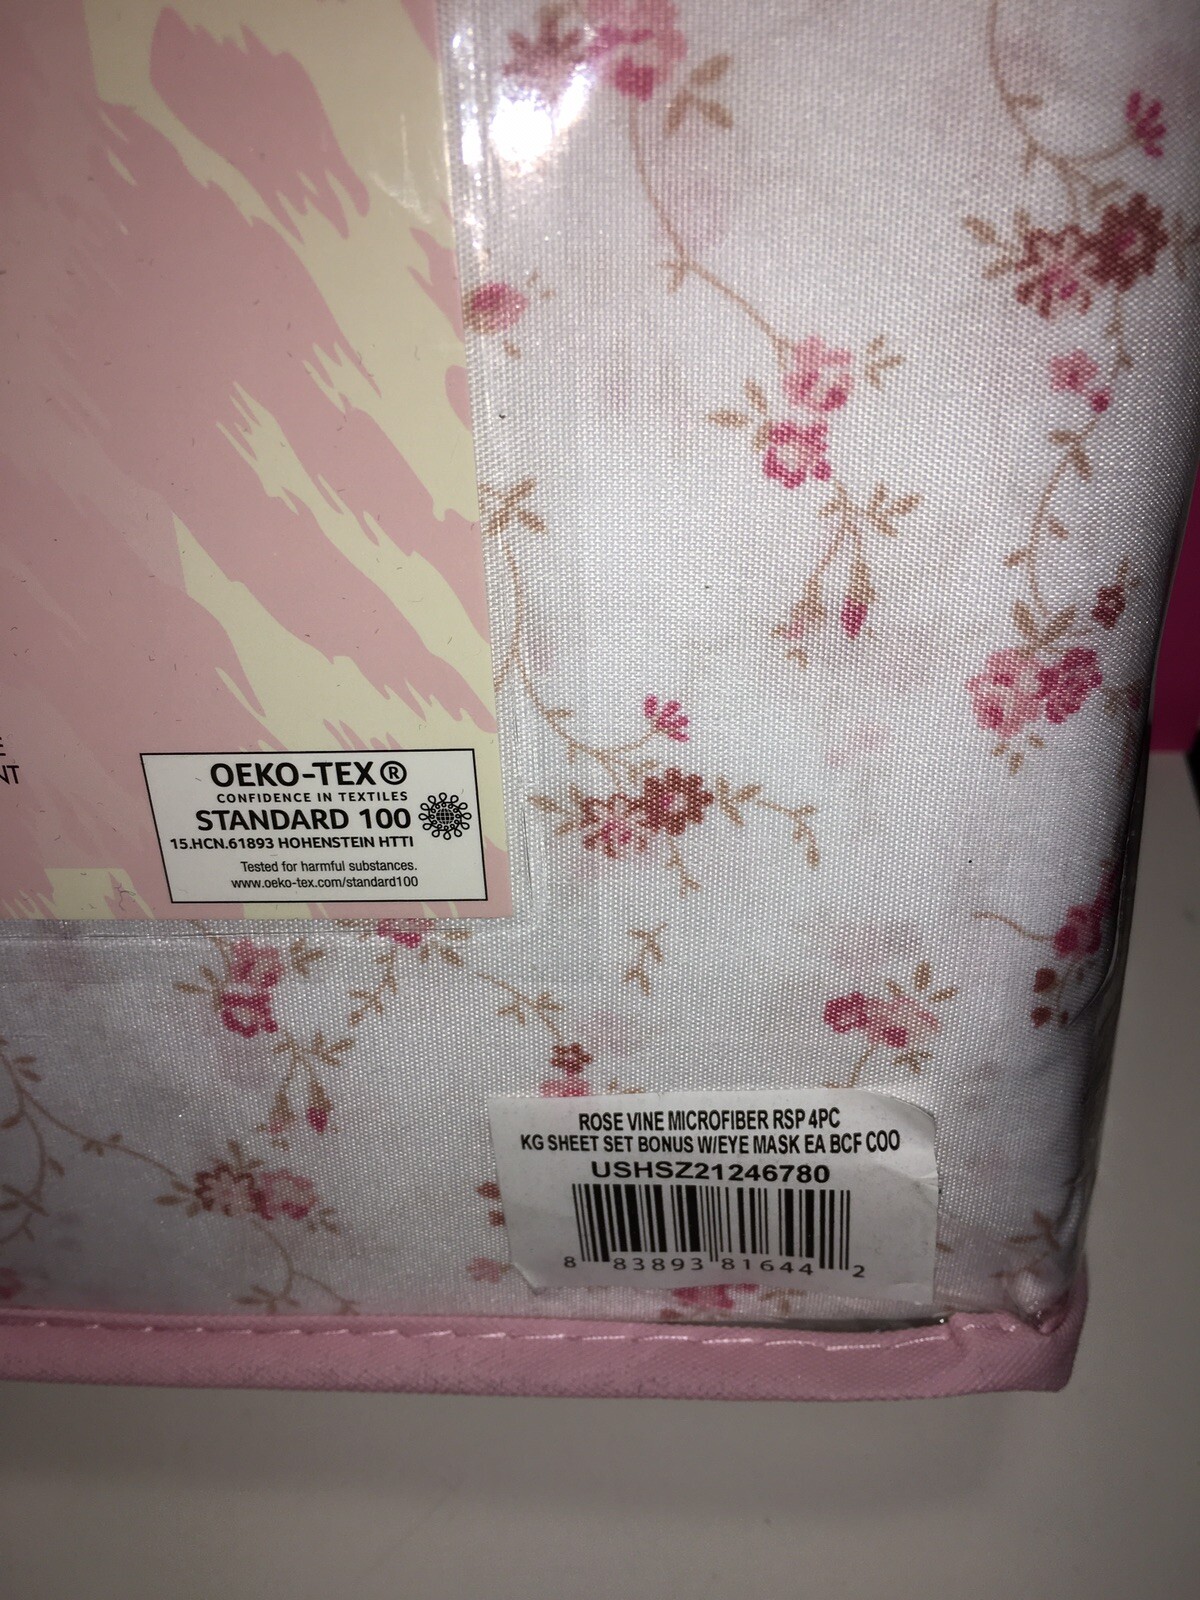 NT
OEKO-TEX®
CONFIDENCE IN TEXTILES
STANDARD 100
15.HCN.61893 HOHENSTEIN HTTI
Tested for harmful substances.
www.oeko-tex.com/standard100
ROSE VINE MICROFIBER RSP 4PC
KG SHEET SET BONUS W/EYE MASK EA BCF COO
USHSZ21246780
8 83893 81644 2